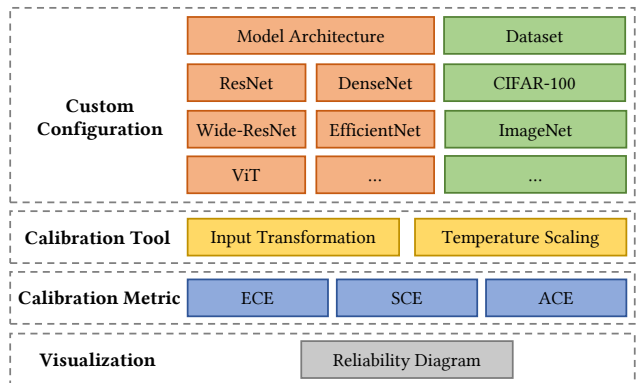 Custom
Configuration
Model Architecture
Dataset
ResNet
DenseNet
CIFAR-100
Wide-ResNet
EfficientNet
ImageNet
ViT
...
...
Calibration Tool
Input Transformation
Temperature Scaling
Calibration Metric
ECE
SCE
ACE
Visualization
Reliability Diagram